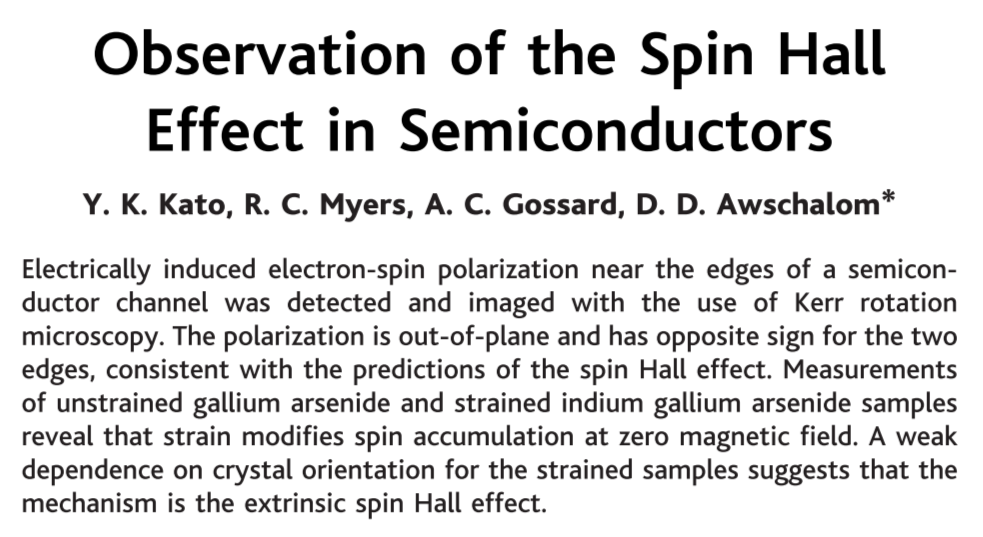 Observation of the Spin Hall
Effect in Semiconductors
Y. K. Kato, R. C. Myers, A. C. Gossard, D. D. Awschalom*
Electrically induced electron-spin polarization near the edges of a semicon-
ductor channel was detected and imaged with the use of Kerr rotation
microscopy. The polarization is out-of-plane and has opposite sign for the two
edges, consistent with the predictions of the spin Hall effect. Measurements
of unstrained gallium arsenide and strained indium gallium arsenide samples
reveal that strain modifies spin accumulation at zero magnetic field. A weak
dependence on crystal orientation for the strained samples suggests that the
mechanism is the extrinsic spin Hall effect.